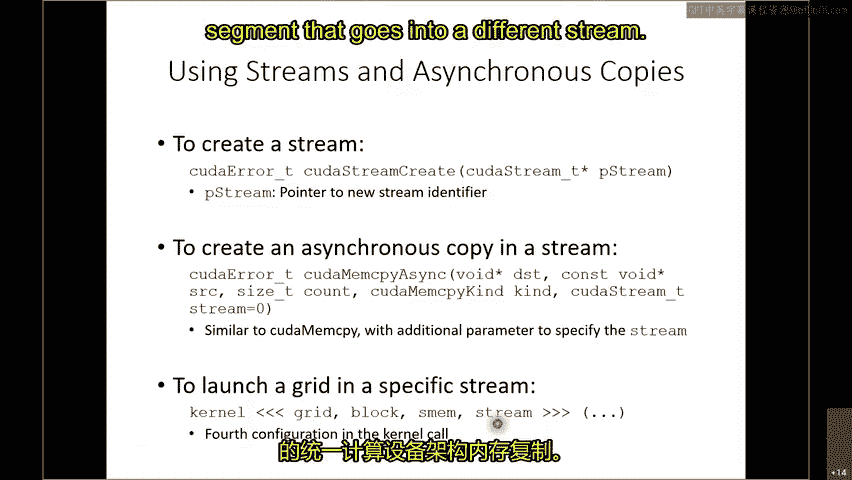 segment that goes into a different stream.
Using Streams and Asynchronous Copies
• To create a stream:
cudaError_t cudaStreamCreate(cudaStream_t* pStream)
• pStream: Pointer to new stream identifier
• To create an asynchronous copy in a stream:
cudaError_t cudaMemcpyAsync(void* dst, const void*
src, size_t count, cudaMemcpyKind kind, cudaStream_t
stream=0)
• Similar to cudaMemcpy, with additional parameter to specify the stream
• To launch a grid in a specific stream:
kernel <<< grid, block, smem, stream >>> (...)
• Fourth configuration in the kernel call
的统一计算设备架构内存复制。
+14